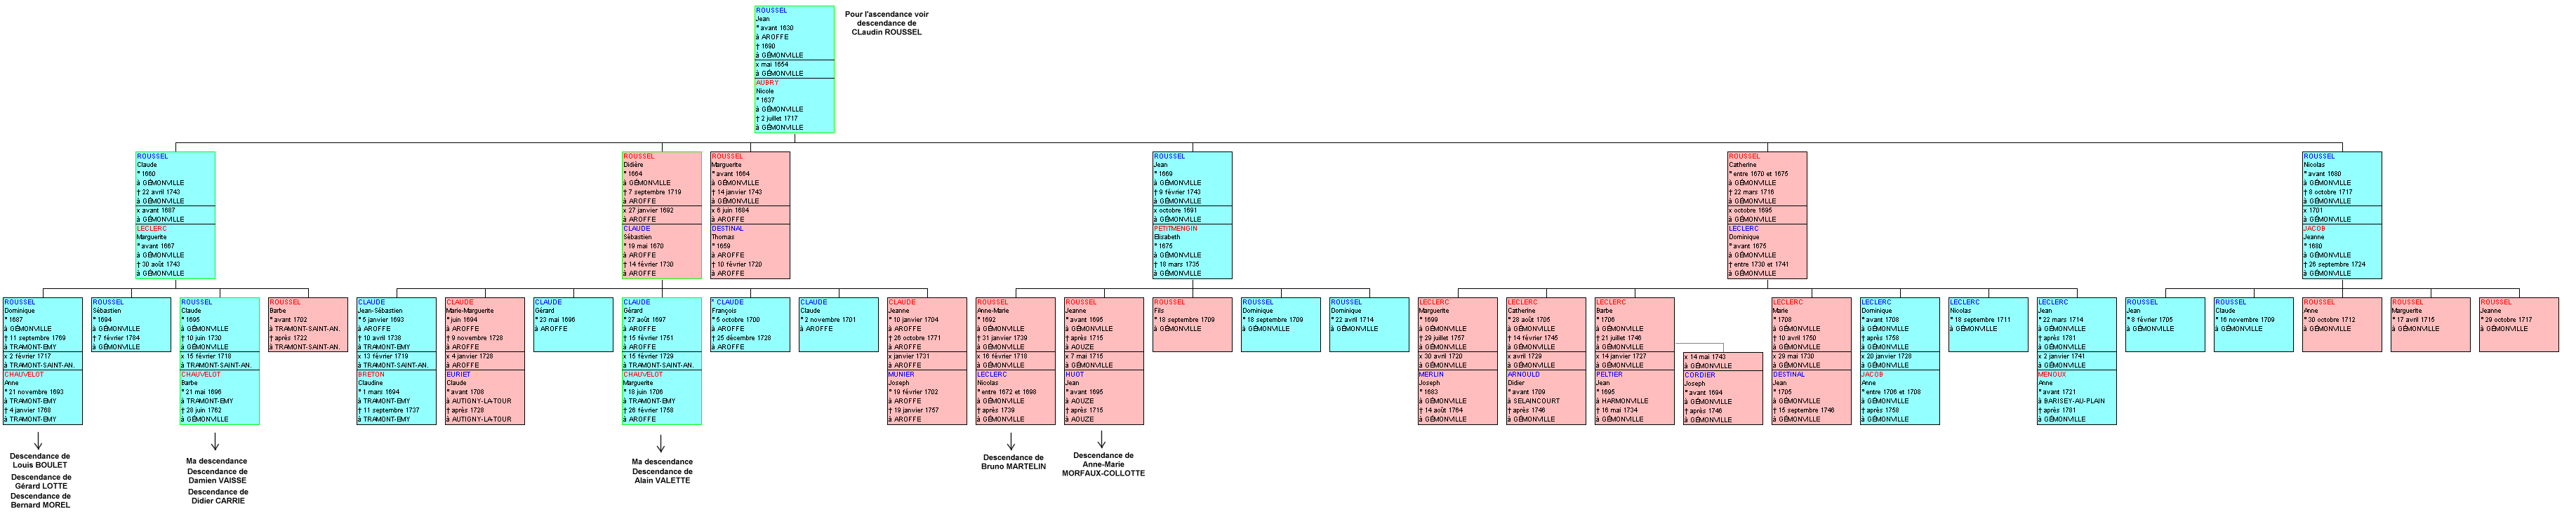 ROUSSEL
Jean
* avant 1630
à AROFFE
† 1690
à GÉMONVILLE
x mai 1654
à GÉMONVILLE
AUBRY
Nicole
* 1637
à GÉMONVILLE
† 2 juillet 1717
à GÉMONVILLE
Pour l'ascendance voir
descendance de
CLaudin ROUSSEL
ROUSSEL
Claude
* 1660
à GÉMONVILLE
† 22 avril 1743
à GÉMONVILLE
x avant 1687
à GÉMONVILLE
LECLERC
Marguerite
* avant 1667
à GÉMONVILLE
† 30 août 1743
à GÉMONVILLE
ROUSSEL
Didière
* 1664
à GÉMONVILLE
† 7 septembre 1719
à AROFFE
x 27 janvier 1692
à AROFFE
CLAUDE
Sébastien
* 19 mai 1670
à AROFFE
† 14 février 1730
à AROFFE
ROUSSEL
Marguerite
* avant 1664
à GÉMONVILLE
† 14 janvier 1743
à GÉMONVILLE
x 6 juin 1684
à AROFFE
DESTINAL
Thomas
* 1659
à AROFFE
† 10 février 1720
à AROFFE
ROUSSEL
Jean
* 1669
à GÉMONVILLE
† 9 février 1743
à GÉMONVILLE
x octobre 1691
à GÉMONVILLE
PETITMENGIN
Elisabeth
* 1675
à GÉMONVILLE
† 18 mars 1735
à GÉMONVILLE
ROUSSEL
Catherine
* entre 1670 et 1675
à GÉMONVILLE
† 22 mars 1716
à GÉMONVILLE
x octobre 1695
à GÉMONVILLE
LECLERC
Dominique
* avant 1675
à GÉMONVILLE
† entre 1730 et 1741
à GÉMONVILLE
ROUSSEL
Nicolas
* avant 1680
à GÉMONVILLE
† 8 octobre 1717
à GÉMONVILLE
x 1701
à GÉMONVILLE
JACOB
Jeanne
* 1680
à GÉMONVILLE
† 26 septembre 1724
à GÉMONVILLE
ROUSSEL
Dominique
* 1687
à GÉMONVILLE
† 11 septembre 1769
à TRAMONT-EMY
x 2 février 1717
à TRAMONT-SAINT-AN.
CHAUVELOT
Anne
* 21 novembre 1693
à TRAMONT-EMY
† 4 janvier 1768
à TRAMONT-EMY
ROUSSEL
Sébastien
* 1694
à GÉMONVILLE
† 7 février 1784
à GÉMONVILLE
ROUSSEL
Claude
* 1695
à GÉMONVILLE
† 10 juin 1730
à GÉMONVILLE
x 15 février 1718
à TRAMONT-SAINT-AN.
CHAUVELOT
Barbe
* 21 mai 1696
à TRAMONT-EMY
† 28 juin 1762
à GÉMONVILLE
ROUSSEL
Barbe
* avant 1702
à TRAMONT-SAINT-AN.
† après 1722
à TRAMONT-SAINT-AN.
CLAUDE
Jean-Sébastien
* 5 janvier 1693
à AROFFE
† 10 avril 1738
à TRAMONT-EMY
x 13 février 1719
à TRAMONT-SAINT-AN.
BRETON
Claudine
* 1 mars 1694
à TRAMONT-EMY
† 11 septembre 1737
à TRAMONT-EMY
CLAUDE
Marie-Marguerite
* juin 1694
à AROFFE
† 9 novembre 1728
à AROFFE
x 4 janvier 1728
à AROFFE
EURIET
Claude
* avant 1708
à AUTIGNY-LA-TOUR
† après 1728
à AUTIGNY-LA-TOUR
CLAUDE
Gérard
* 23 mai 1696
à AROFFE
CLAUDE
Gérard
* 27 août 1697
à AROFFE
† 15 février 1751
à AROFFE
x 15 février 1729
à TRAMONT-SAINT-AN.
CHAUVELOT
Marguerite
* 18 juin 1706
à TRAMONT-EMY
† 26 février 1758
à AROFFE
* CLAUDE
François
* 5 octobre 1700
à AROFFE
† 25 décembre 1728
à AROFFE
CLAUDE
Claude
* 2 novembre 1701
à AROFFE
CLAUDE
Jeanne
* 10 janvier 1704
à AROFFE
† 26 octobre 1771
à AROFFE
x janvier 1731
à AROFFE
MUNIER
Joseph
* 19 février 1702
à AROFFE
† 19 janvier 1757
à AROFFE
ROUSSEL
Anne-Marie
* 1692
à GÉMONVILLE
† 31 janvier 1739
à GÉMONVILLE
x 16 février 1718
à GÉMONVILLE
LECLERC
Nicolas
* entre 1672 et 1698
à GÉMONVILLE
† après 1739
à GÉMONVILLE
ROUSSEL
Jeanne
* avant 1695
à AOUZE
† après 1715
à AOUZE
x 7 mai 1715
à AOUZE
HUOT
Jean
* avant 1695
à AOUZE
† après 1715
à AOUZE
ROUSSEL
Fils
* 18 septembre 1709
à GÉMONVILLE
ROUSSEL
Dominique
* 18 septembre 1709
à GÉMONVILLE
ROUSSEL
Dominique
* 22 avril 1714
à GÉMONVILLE
LECLERC
Marguerite
* 1699
à GÉMONVILLE
† 29 juillet 1757
à GÉMONVILLE
x 30 avril 1720
à GÉMONVILLE
MERLIN
Joseph
* 1683
à GÉMONVILLE
† 14 août 1764
à GÉMONVILLE
LECLERC
Catherine
* 28 août 1705
à GÉMONVILLE
† 14 février 1745
à GÉMONVILLE
x avril 1729
à GÉMONVILLE
ARNOULD
Didier
* avant 1709
à SELAINCOURT
† après 1746
à GÉMONVILLE
LECLERC
Barbe
* 1706
à GÉMONVILLE
† 21 juillet 1746
à GÉMONVILLE
x 14 janvier 1727
à GÉMONVILLE
PELTIER
Jean
* 1695
à HARMONVILLE
† 16 mai 1734
à GÉMONVILLE
x 14 mai 1743
à GÉMONVILLE
CORDIER
Joseph
* avant 1694
à GÉMONVILLE
† après 1746
à GÉMONVILLE
LECLERC
Marie
* 1708
à GÉMONVILLE
† 10 avril 1750
à GÉMONVILLE
x 29 mai 1730
à GÉMONVILLE
DESTINAL
Jean
* 1705
à GÉMONVILLE
† 15 septembre 1746
à GÉMONVILLE
LECLERC
Dominique
* avant 1708
à GÉMONVILLE
† après 1758
à GÉMONVILLE
x 20 janvier 1728
à GÉMONVILLE
JACOB
Anne
* entre 1706 et 1708
à GÉMONVILLE
† après 1758
à GÉMONVILLE
LECLERC
Nicolas
* 18 septembre 1711
à GÉMONVILLE
LECLERC
Jean
* 22 mars 1714
à GÉMONVILLE
† après 1781
à GÉMONVILLE
x 2 janvier 1741
à GÉMONVILLE
MENOUX
Anne
* avant 1721
à BARISEY-AU-PLAIN
† après 1781
à GÉMONVILLE
ROUSSEL
Jean
* 8 février 1705
à GÉMONVILLE
ROUSSEL
Claude
* 16 novembre 1709
à GÉMONVILLE
ROUSSEL
Anne
* 30 octobre 1712
à GÉMONVILLE
ROUSSEL
Marguerite
* 17 avril 1715
à GÉMONVILLE
ROUSSEL
Jeanne
* 29 octobre 1717
à GÉMONVILLE
Descendance de
Louis BOULET
Descendance de
Gérard LOTTE
Descendance de
Bernard MOREL
Ma descendance
Descendance de
Damien VAISSE
Descendance de
Didier CARRIE
Ma descendance
Descendance de
Alain VALETTE
Descendance de
Bruno MARTELIN
Descendance de
Anne-Marie
MORFAUX-COLLOTTE